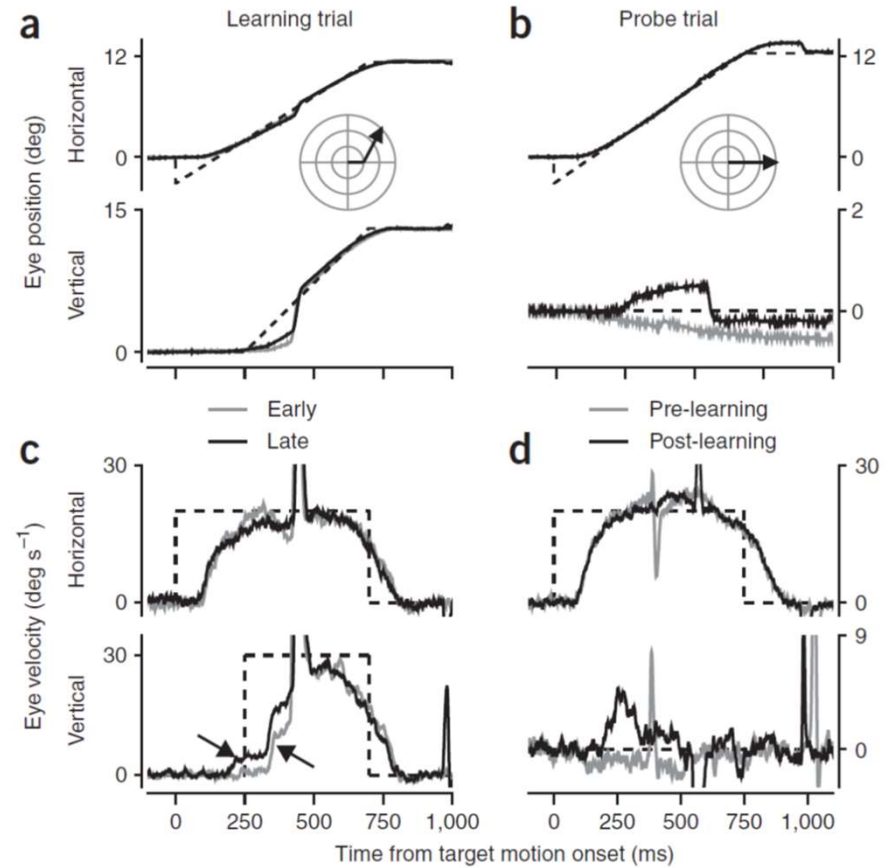 a
Learning trial
b
Probe trial
Eye position (deg)
Horizontal
12
0
12
0
Vertical
15
0
2
0
Early
Late
Pre-learning
Post-learning
c
d
Eye velocity (deg s⁻¹)
Horizontal
30
0
30
0
Vertical
30
0
9
0
0 250 500 750 1,000
0 250 500 750 1,000
Time from target motion onset (ms)